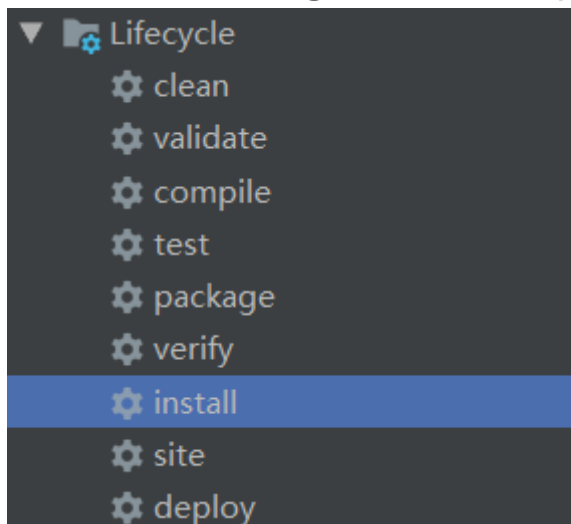 Lifecycle
clean
validate
compile
test
package
verify
install
site
deploy